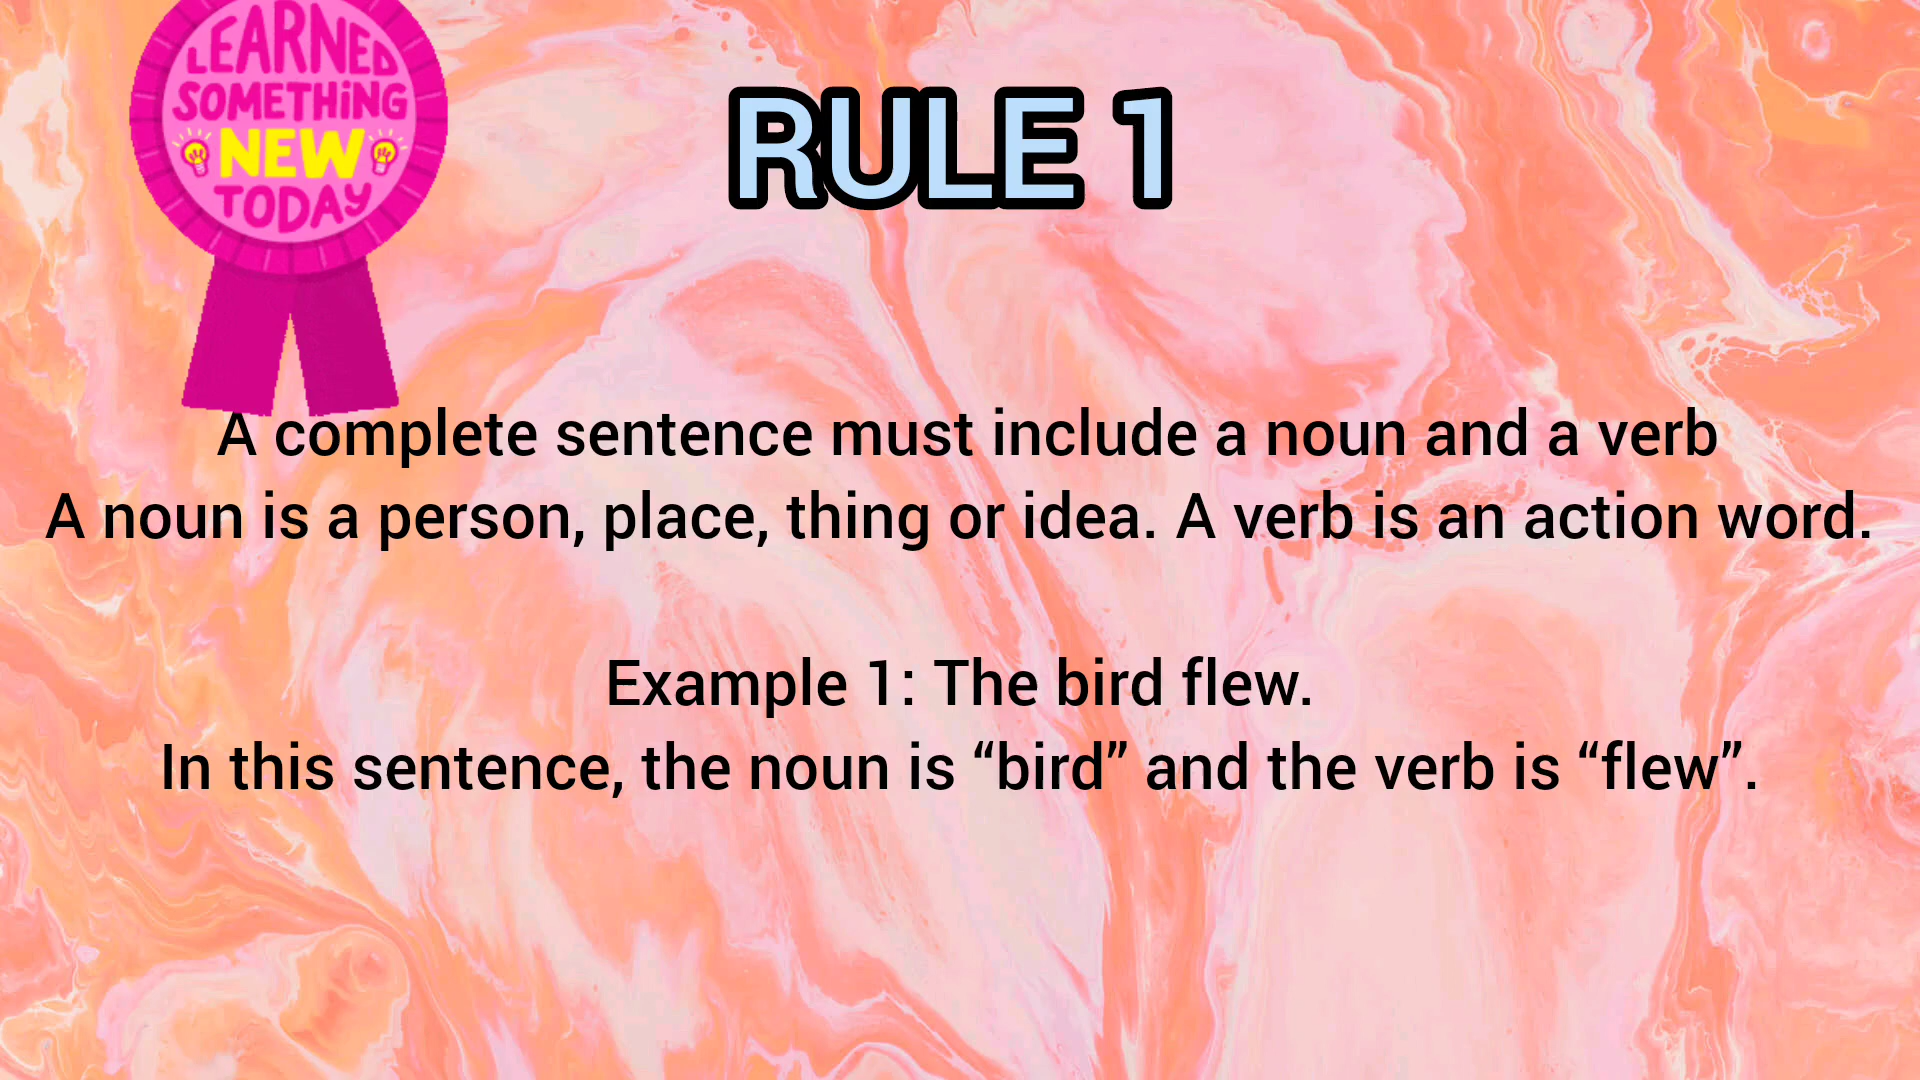 LEARNED
SOMETHiNG
NEW
TODAY
RULE 1
A complete sentence must include a noun and a verb
A noun is a person, place, thing or idea. A verb is an action word.
Example 1: The bird flew.
In this sentence, the noun is “bird” and the verb is “flew”.